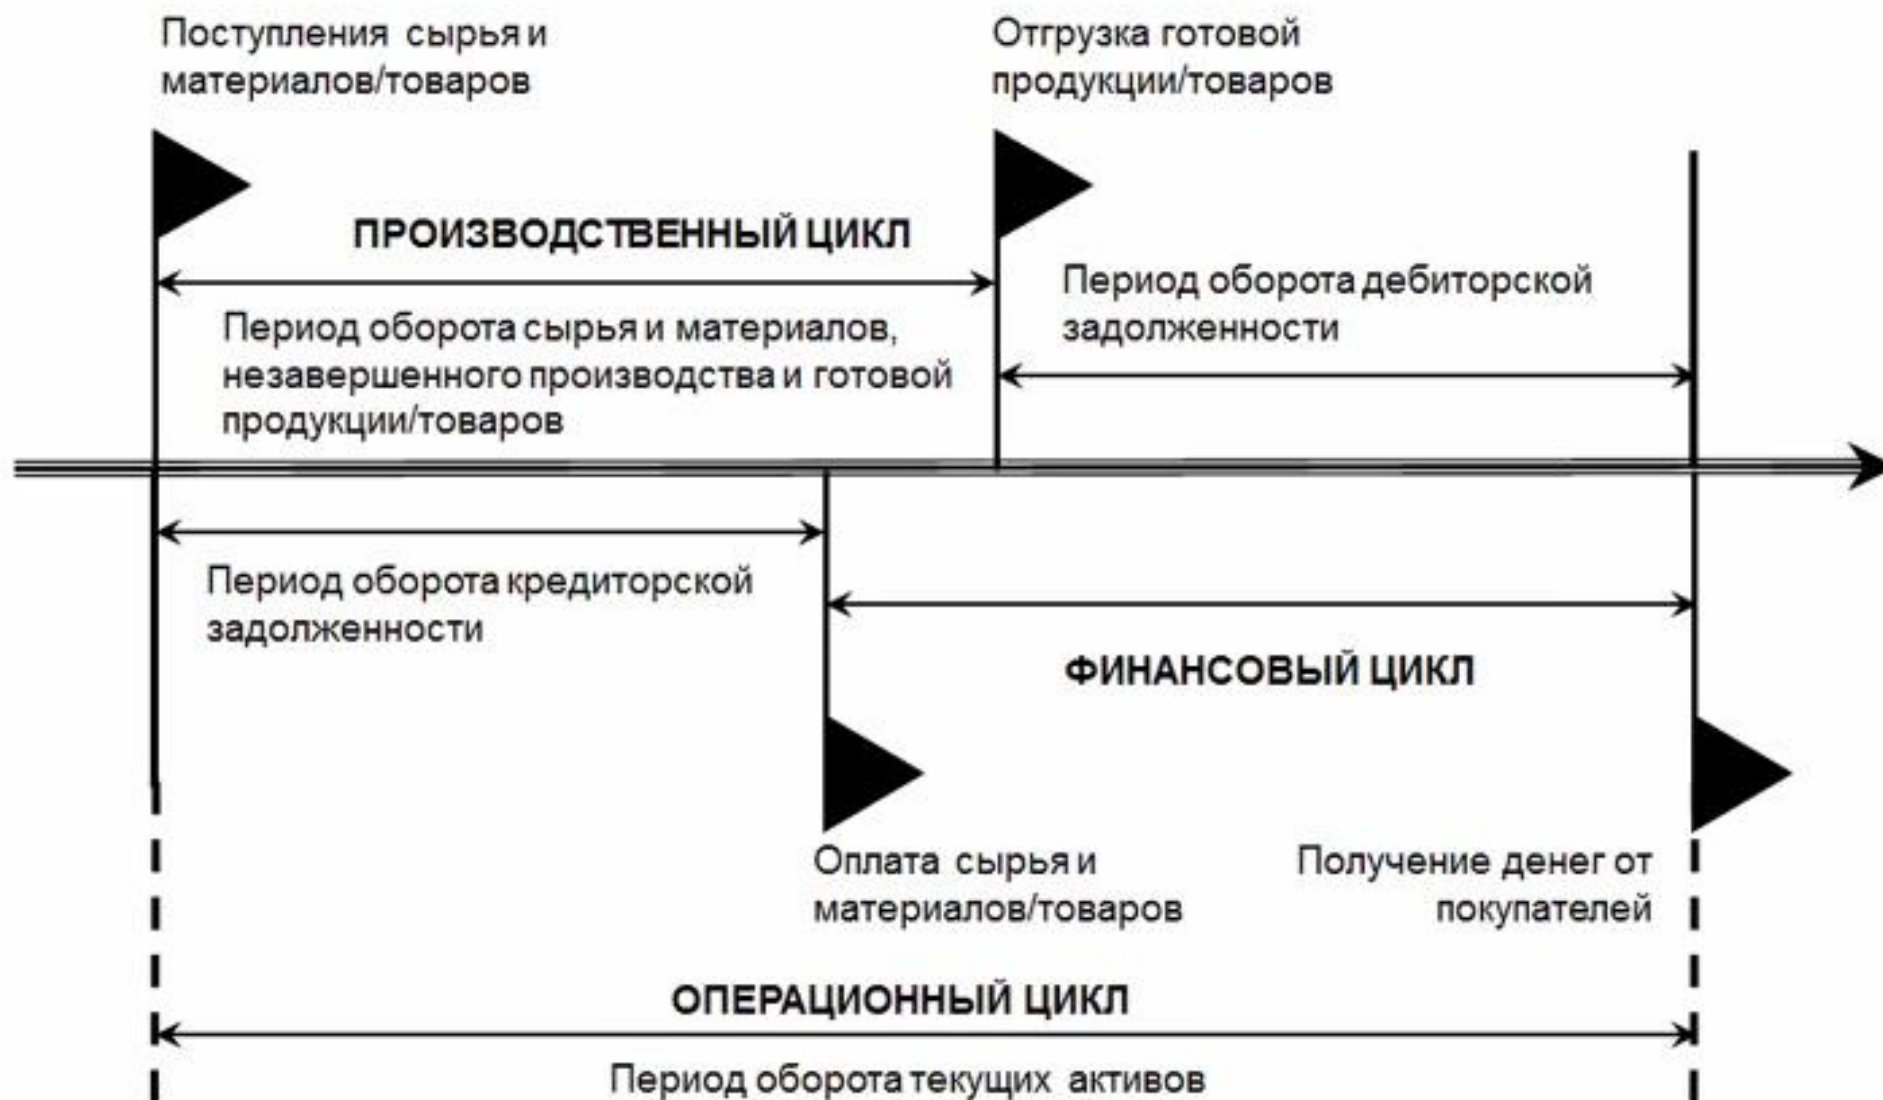 Поступления сырья и
материалов/товаров
Отгрузка готовой
продукции/товаров
ПРОИЗВОДСТВЕННЫЙ ЦИКЛ
Период оборота дебиторской
задолженности
Период оборота сырья и материалов,
незавершенного производства и готовой
продукции/товаров
Период оборота кредиторской
задолженности
ФИНАНСОВЫЙ ЦИКЛ
Оплата сырья и
материалов/товаров
Получение денег от
покупателей
ОПЕРАЦИОННЫЙ ЦИКЛ
Период оборота текущих активов